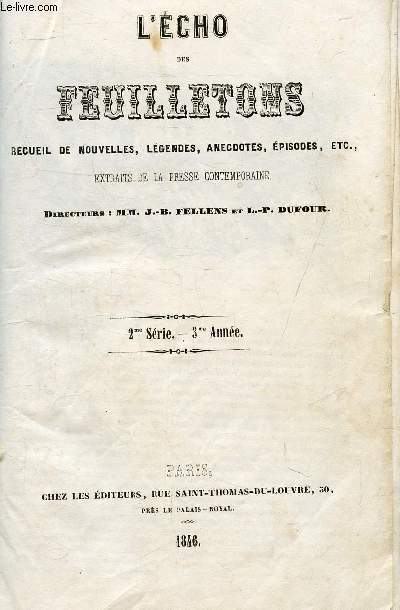 Le-livre.com
L'ÉCHO
DES
FEUILLETONS
RECUEIL DE NOUVELLES, LÉGENDES, ANECDOTES, ÉPISODES, ETC.,
EXTRAITS DE LA PRESSE CONTEMPORAINE
DIRECTEURS : MM. J.-B. FELLENS ET L.-P. DUFOUR.
2me Série. — 3me Année.
PARIS,
CHEZ LES ÉDITEURS, RUE SAINT-THOMAS-DU-LOUVRE, 30,
PRÈS LE PALAIS-ROYAL.
1846.